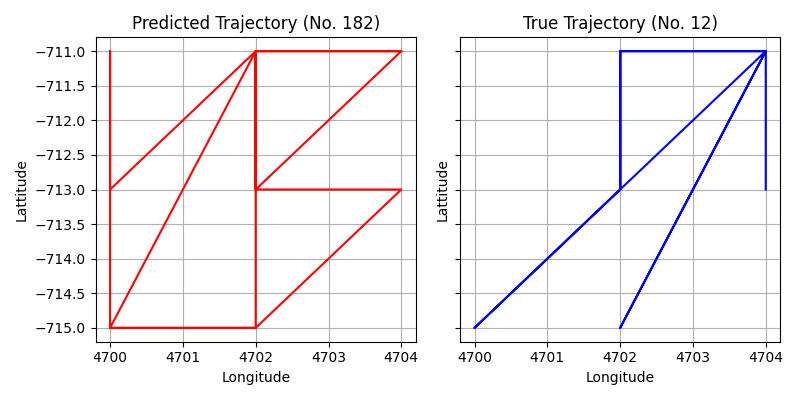 Predicted Trajectory (No. 182)
True Trajectory (No. 12)
−711.0
−711.5
−712.0
−712.5
−713.0
−713.5
−714.0
−714.5
−715.0
Lattitude
Lattitude
4700 4701 4702 4703 4704
4700 4701 4702 4703 4704
Longitude
Longitude